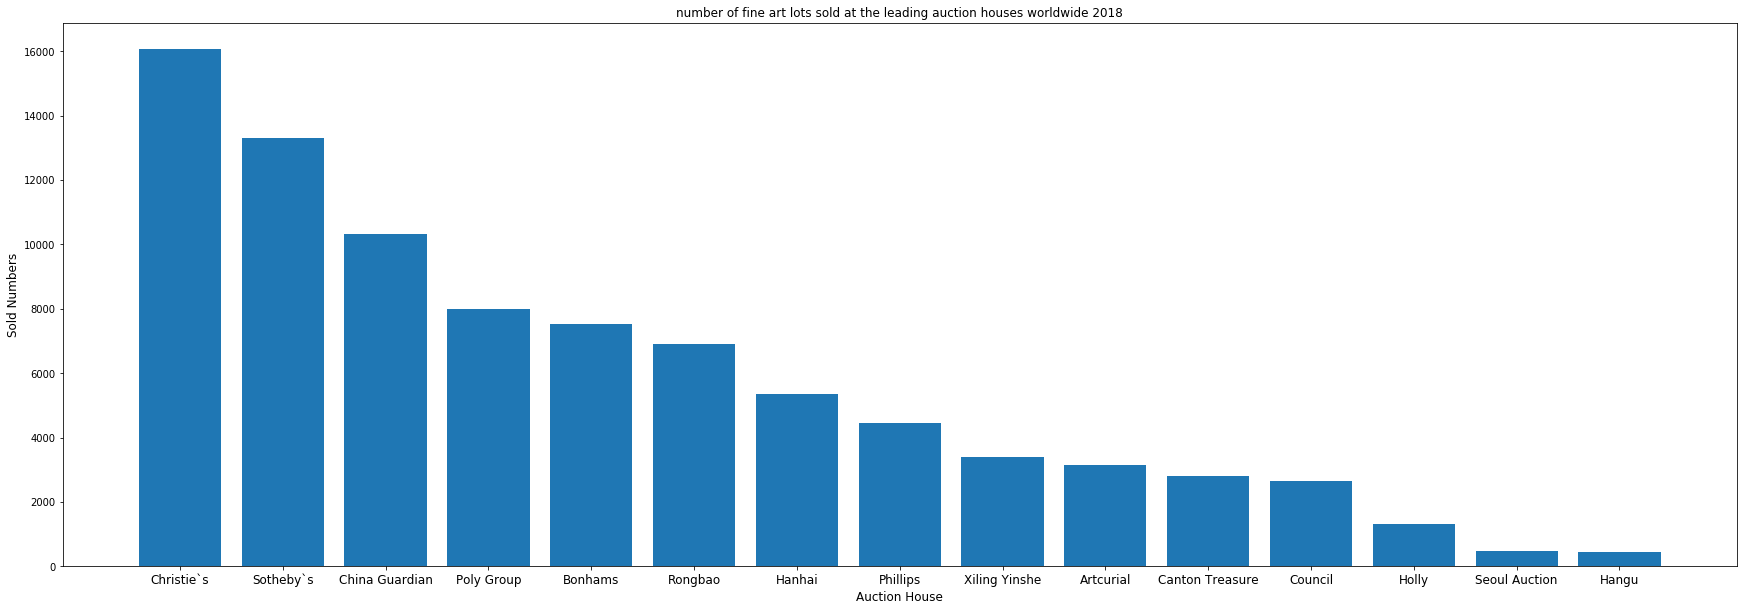 number of fine art lots sold at the leading auction houses worldwide 2018
Sold Numbers
16000
14000
12000
10000
8000
6000
4000
2000
0
Christie`s Sotheby`s China Guardian Poly Group Bonhams Rongbao Hanhai Phillips Xiling Yinshe Artcurial Canton Treasure Council Holly Seoul Auction Hangu
Auction House